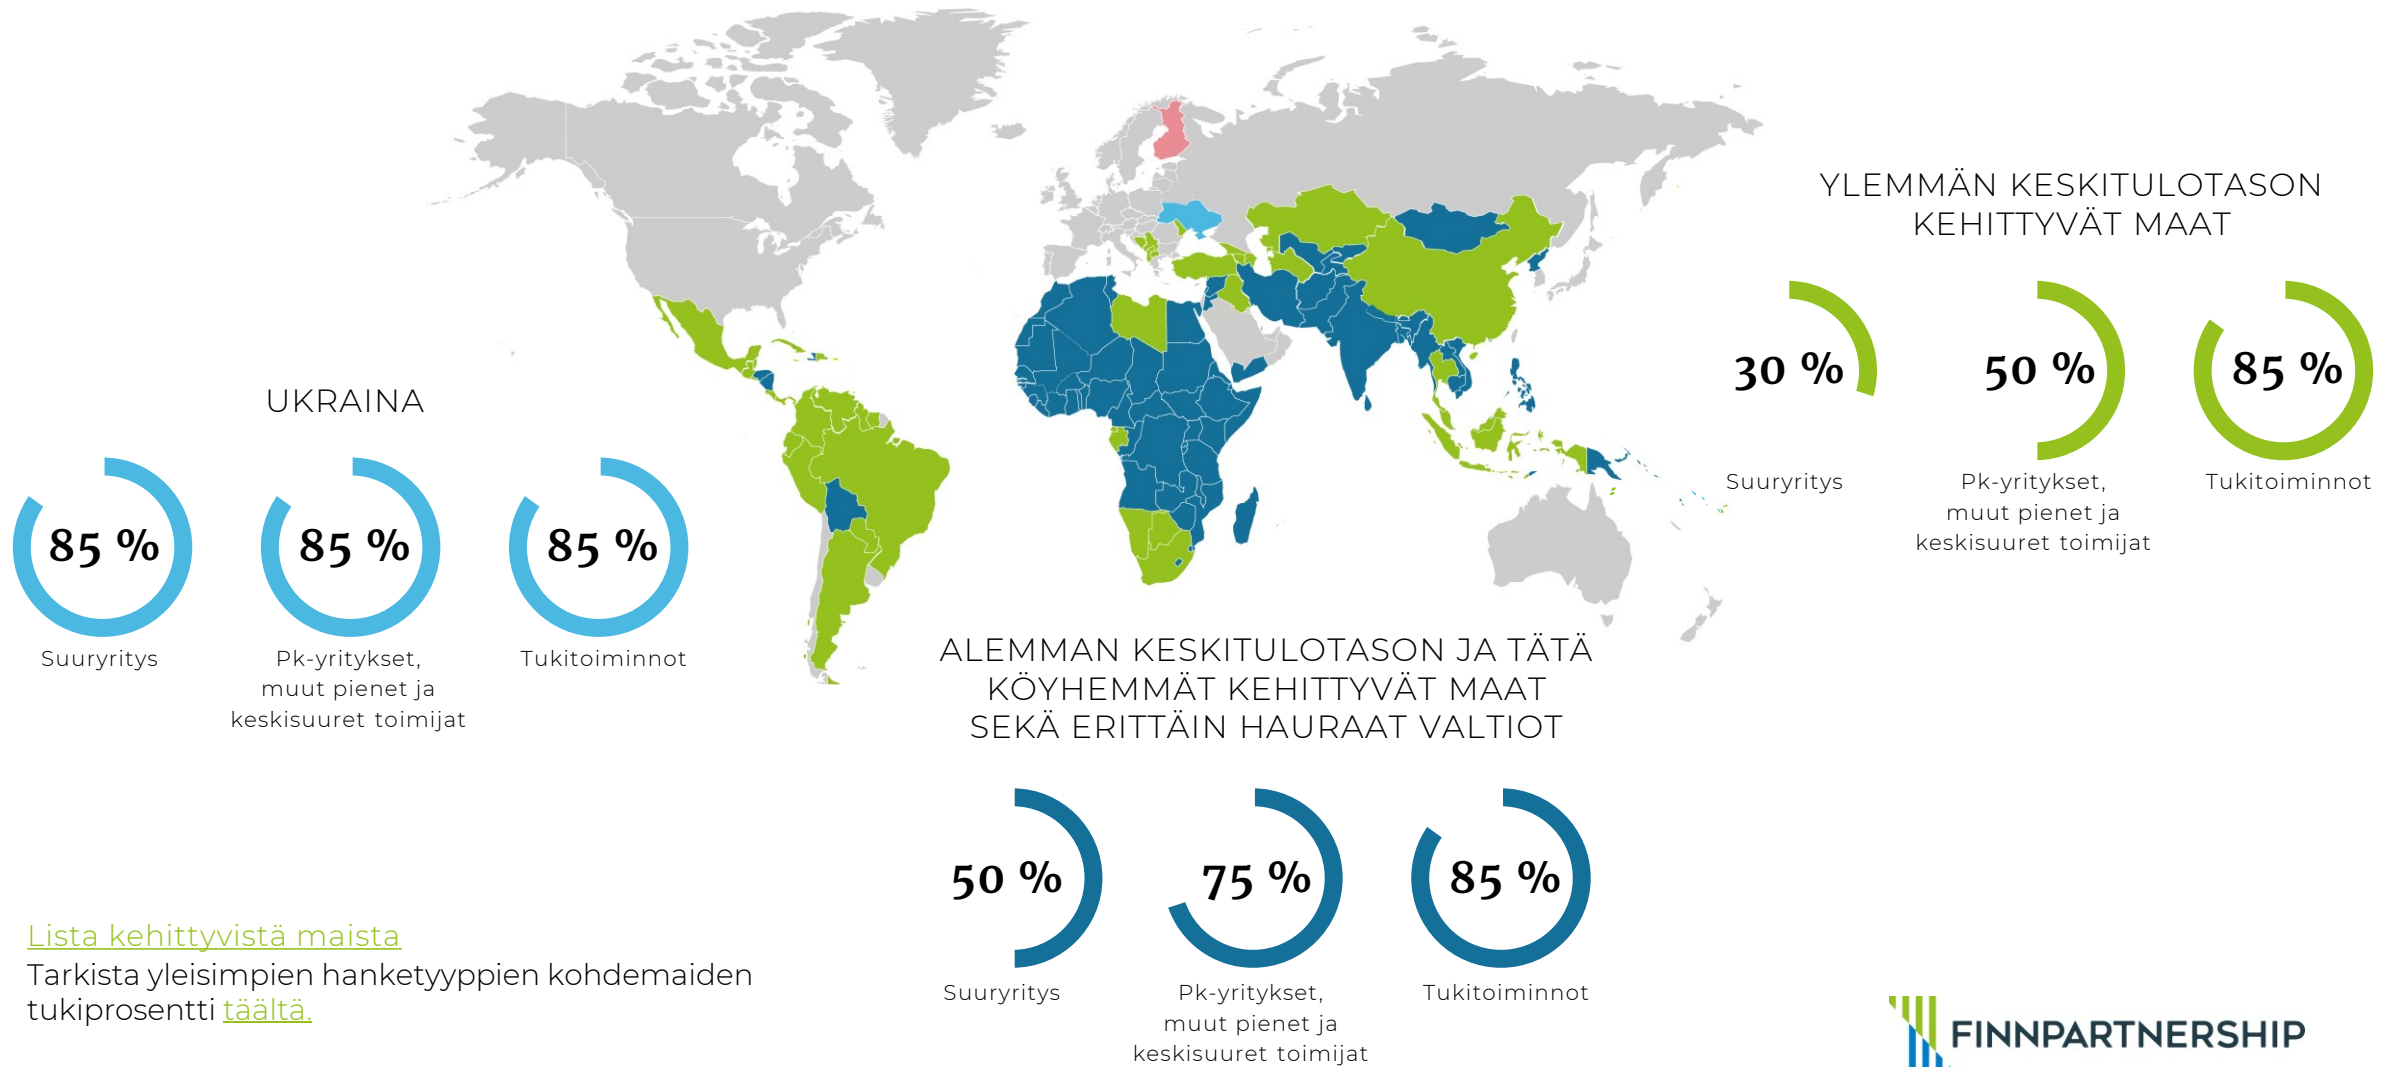 YLEMMÄN KESKITULOTASON
KEHITTYVÄT MAAT
30 %
50 %
85 %
Suuryritys
Pk-yritykset,
muut pienet ja
keskisuuret toimijat
Tukitoiminnot
UKRAINA
85 %
85 %
85 %
Suuryritys
Pk-yritykset,
muut pienet ja
keskisuuret toimijat
Tukitoiminnot
ALEMMAN KESKITULOTASON JA TÄTÄ
KÖYHEMMÄT KEHITTYVÄT MAAT
SEKÄ ERITTÄIN HAURAAT VALTIOT
50 %
75 %
85 %
Suuryritys
Pk-yritykset,
muut pienet ja
keskisuuret toimijat
Tukitoiminnot
Lista kehittyvistä maista
Tarkista yleisimpien hanketyyppien kohdemaiden
tukiprosentti täältä.
FINNPARTNERSHIP